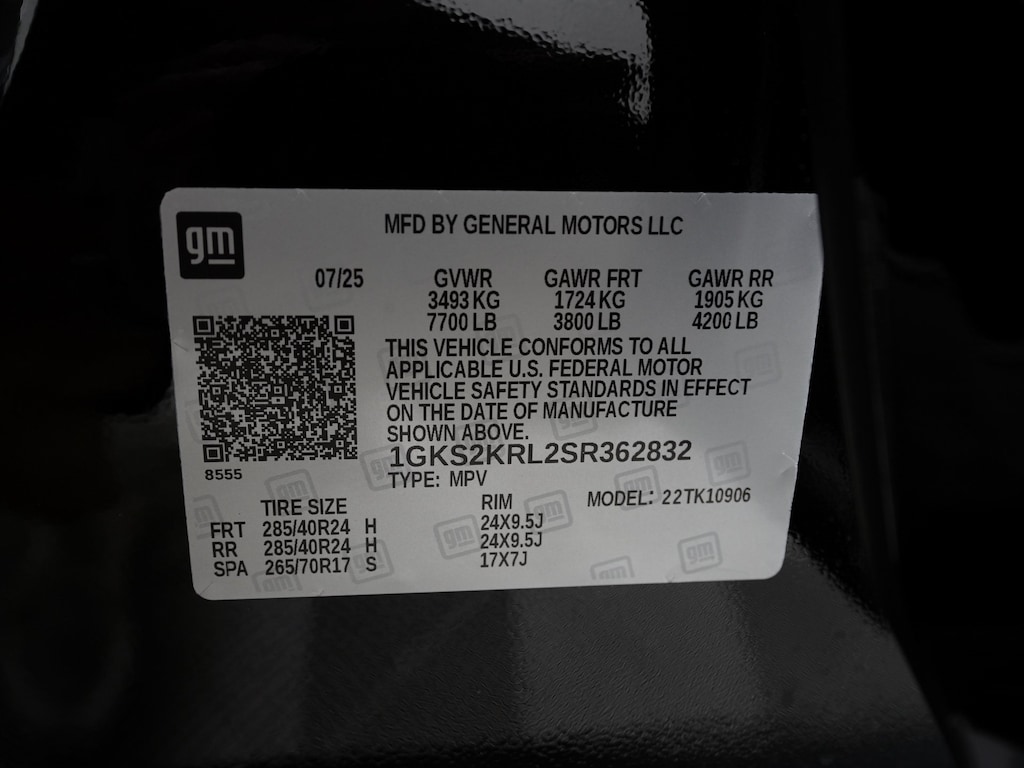 gm
MFD BY GENERAL MOTORS LLC
07/25 GVWR GAWR FRT GAWR RR
3493 KG 1724 KG 1905 KG
7700 LB 3800 LB 4200 LB
THIS VEHICLE CONFORMS TO ALL
APPLICABLE U.S. FEDERAL MOTOR
VEHICLE SAFETY STANDARDS IN EFFECT
ON THE DATE OF MANUFACTURE
SHOWN ABOVE.
1GKS2KRL2SR362832
8555
TYPE: MPV
TIRE SIZE RIM MODEL: 22TK10906
FRT 285/40R24 H 24X9.5J
RR 285/40R24 H 24X9.5J
SPA 265/70R17 S 17X7J